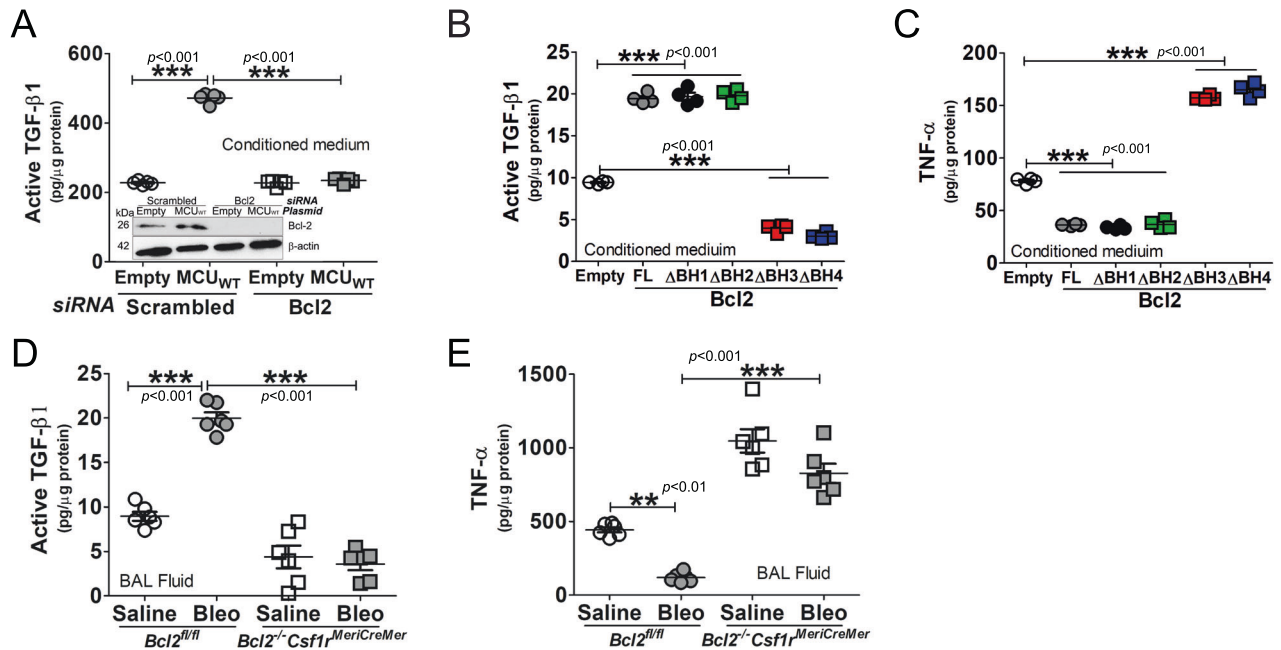 A
Active TGF-β1
(pg/μg protein)
600
400
200
0
p<0.001
***
p<0.001
***
Conditioned medium
Scrambled Bcl2 siRNA
kDa Empty MCUWT Empty MCUWT Plasmid
26 Bcl-2
42 β-actin
Empty MCUWT Empty MCUWT
siRNA Scrambled Bcl2
B
Active TGF-β1
(pg/μg protein)
25
20
15
10
5
0
*** p<0.001
p<0.001
***
Conditioned mediuim
Empty FL ΔBH1 ΔBH2 ΔBH3 ΔBH4
Bcl2
C
TNF-α
(pg/μg protein)
200
150
100
50
0
*** p<0.001
*** p<0.001
Conditioned medium
Empty FL ΔBH1 ΔBH2 ΔBH3 ΔBH4
Bcl2
D
Active TGF-β1
(pg/μg protein)
25
20
15
10
5
0
*** ***
p<0.001 p<0.001
BAL Fluid
Saline Bleo Saline Bleo
Bcl2fl/fl Bcl2-/-Csf1rMeriCreMer
E
TNF-α
(pg/μg protein)
1500
1000
500
0
p<0.001
***
** p<0.01
BAL Fluid
Saline Bleo Saline Bleo
Bcl2fl/fl Bcl2-/-Csf1rMeriCreMer